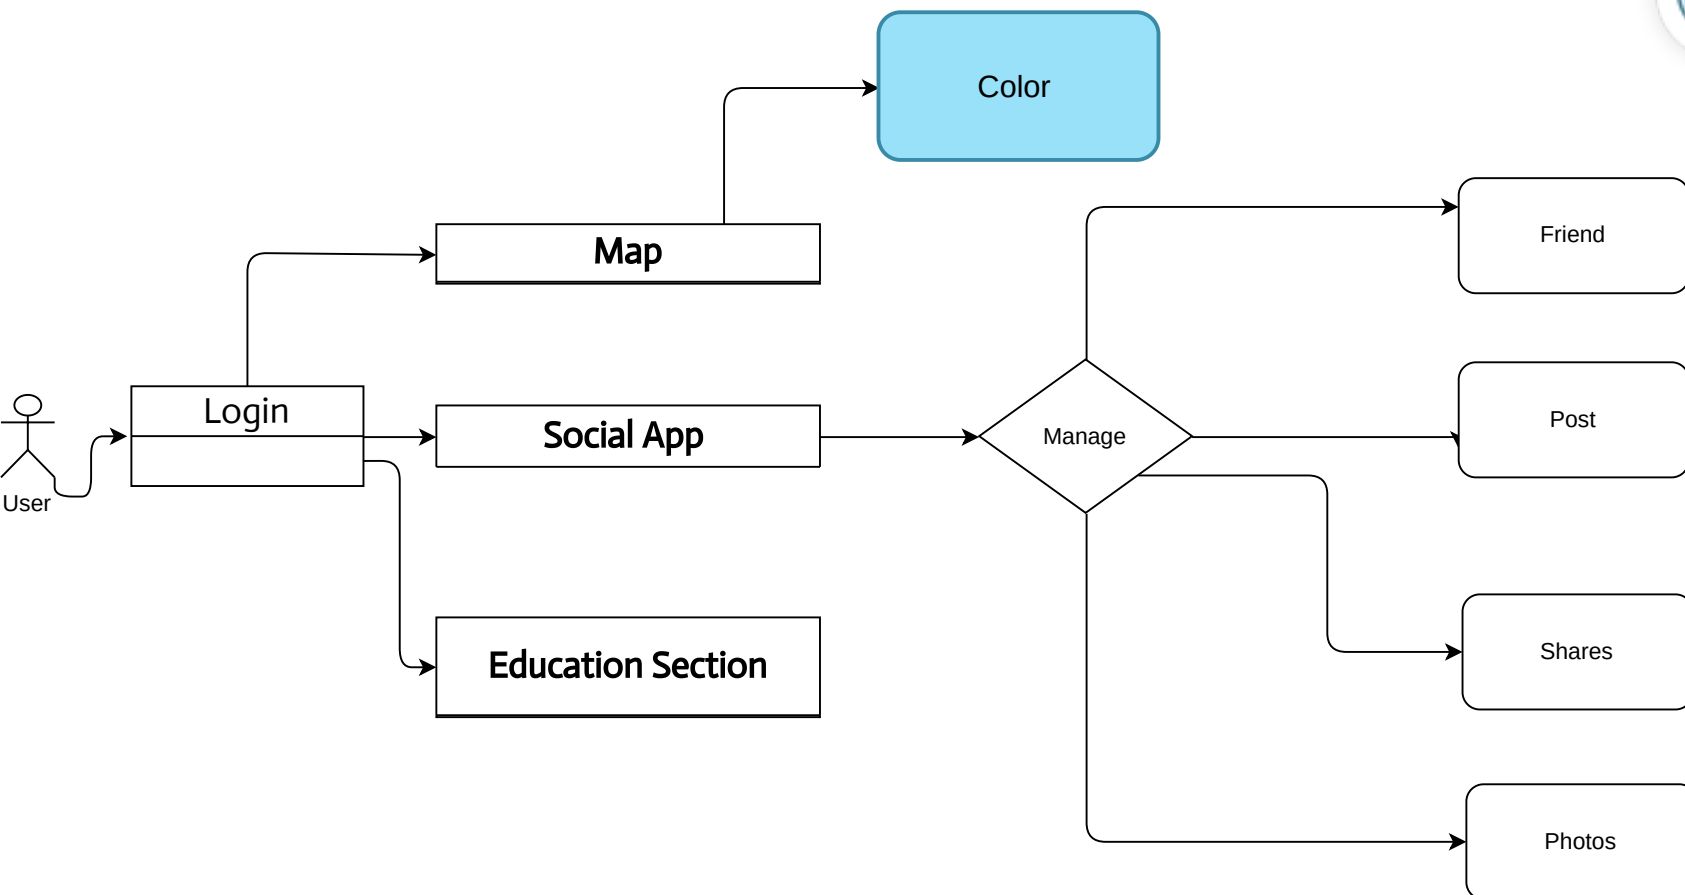 Color
Map
Friend
Login
Social App
Manage
Post
User
Education Section
Shares
Photos